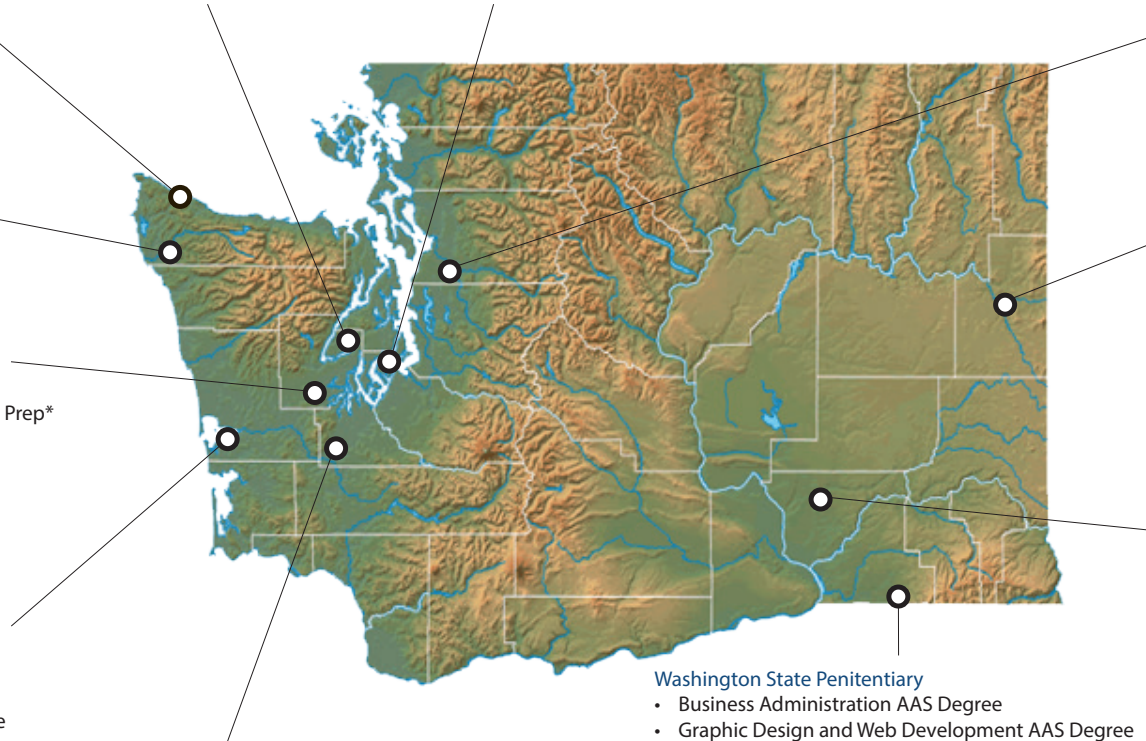 Prep*
e
Washington State Penitentiary
• Business Administration AAS Degree
• Graphic Design and Web Development AAS Degree